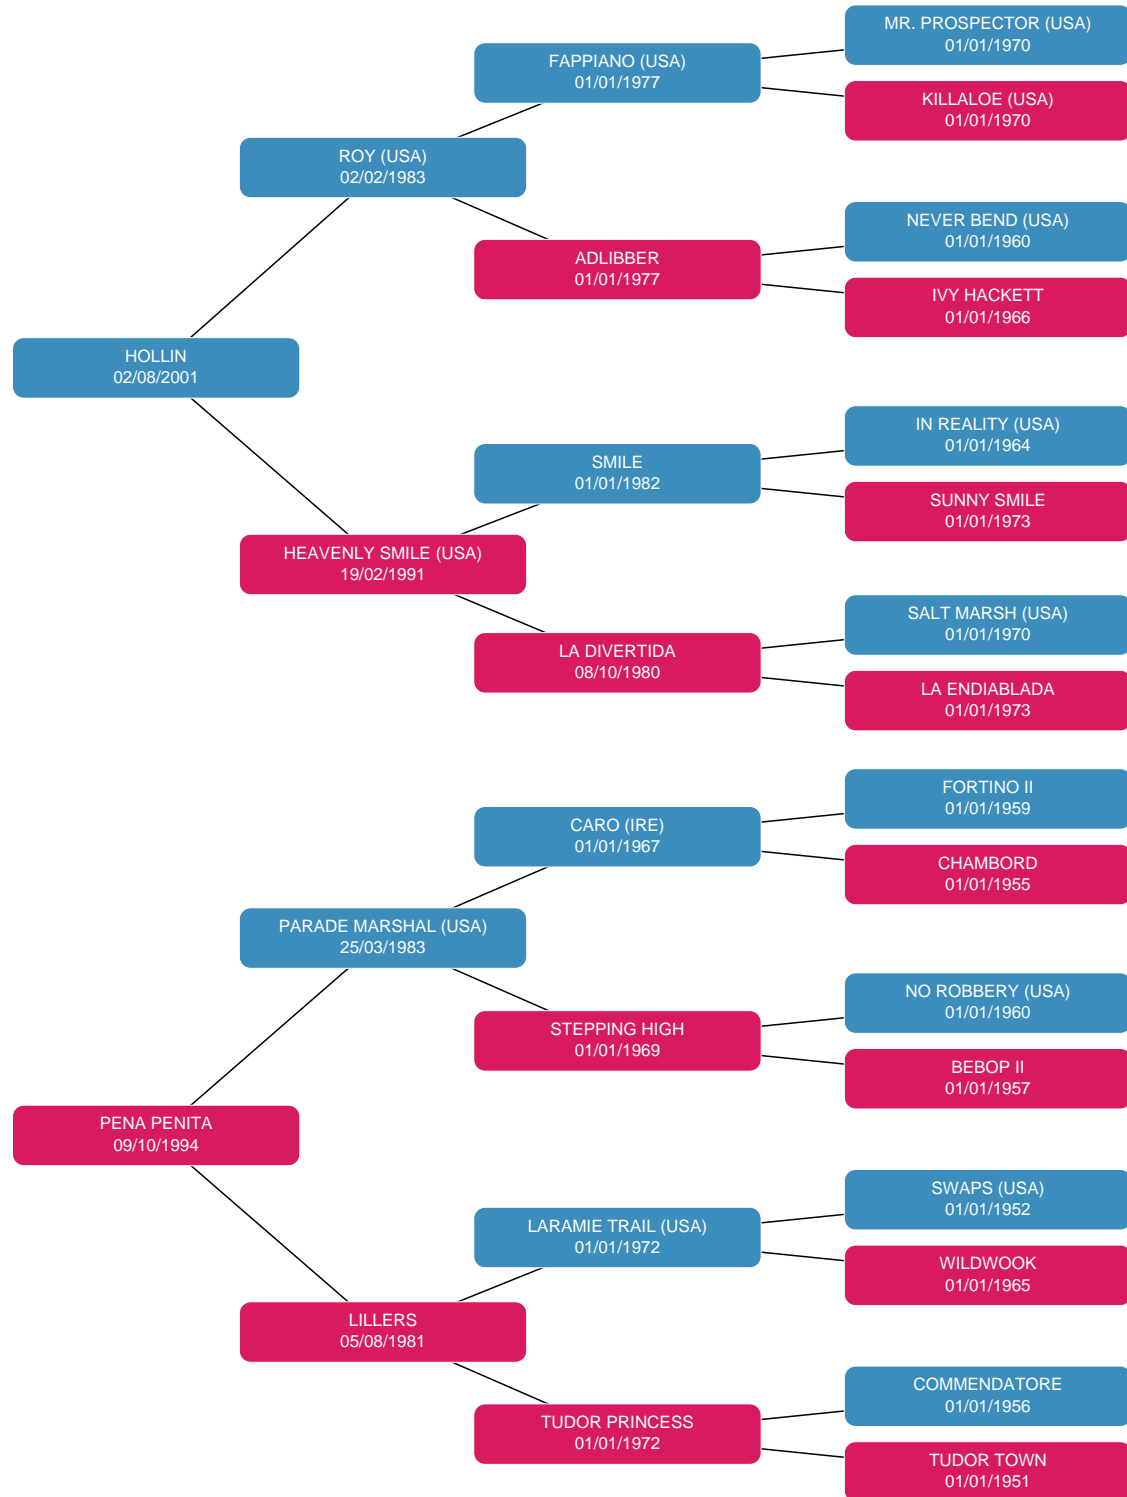 MR. PROSPECTOR (USA)
01/01/1970
FAPPIANO (USA)
01/01/1977
KILLALOE (USA)
01/01/1970
ROY (USA)
02/02/1983
NEVER BEND (USA)
01/01/1960
ADLIBBER
01/01/1977
IVY HACKETT
01/01/1966
HOLLIN
02/08/2001
IN REALITY (USA)
01/01/1964
SMILE
01/01/1982
SUNNY SMILE
01/01/1973
HEAVENLY SMILE (USA)
19/02/1991
SALT MARSH (USA)
01/01/1970
LA DIVERTIDA
08/10/1980
LA ENDIABLADA
01/01/1973
FORTINO II
01/01/1959
CARO (IRE)
01/01/1967
CHAMBORD
01/01/1955
PARADE MARSHAL (USA)
25/03/1983
NO ROBBERY (USA)
01/01/1960
STEPPING HIGH
01/01/1969
BEBOP II
01/01/1957
PENA PENITA
09/10/1994
SWAPS (USA)
01/01/1952
LARAMIE TRAIL (USA)
01/01/1972
WILDWOOK
01/01/1965
LILLERS
05/08/1981
COMMENDATORE
01/01/1956
TUDOR PRINCESS
01/01/1972
TUDOR TOWN
01/01/1951